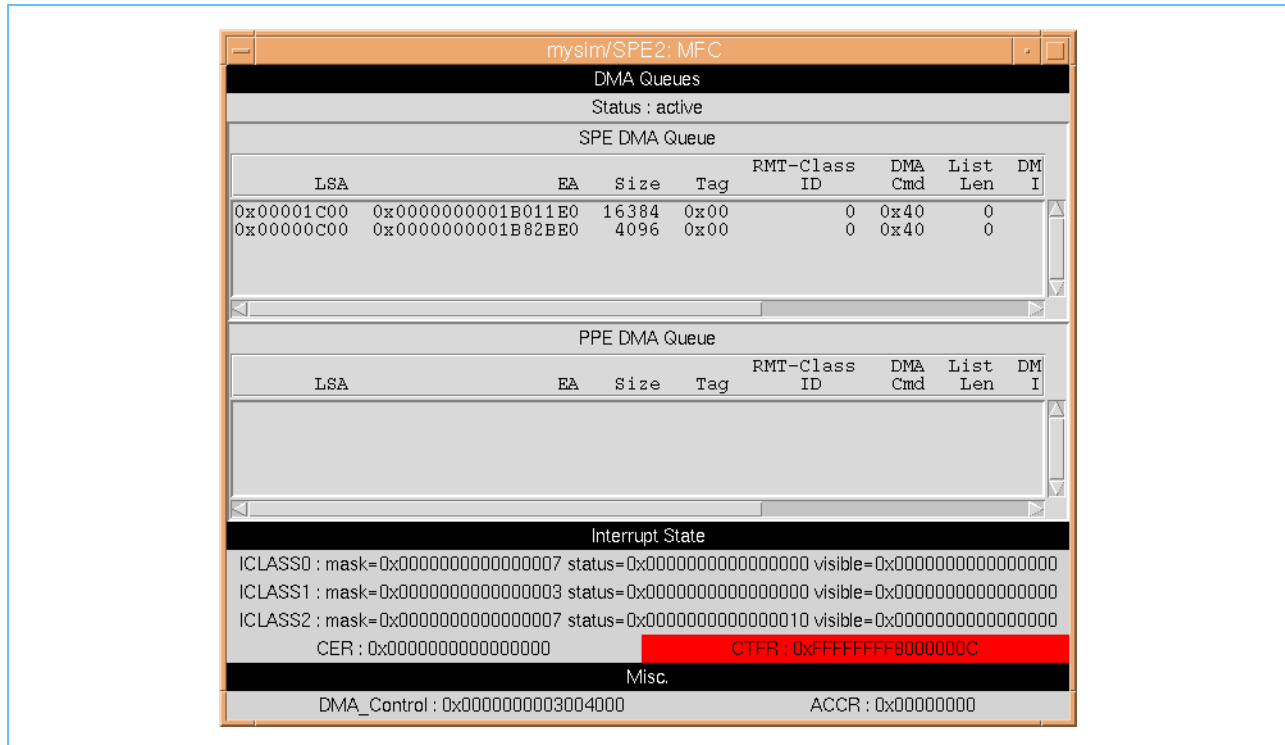 mysim/SPE2: MFC
DMA Queues
Status : active
SPE DMA Queue
RMT-Class DMA List DM
LSA EA Size Tag ID Cmd Len I
0x00001C00 0x0000000001B011E0 16384 0x00 0 0x40 0
0x00000C00 0x0000000001B82BE0 4096 0x00 0 0x40 0
PPE DMA Queue
RMT-Class DMA List DM
LSA EA Size Tag ID Cmd Len I
Interrupt State
ICLASS0 : mask=0x0000000000000007 status=0x0000000000000000 visible=0x0000000000000000
ICLASS1 : mask=0x0000000000000003 status=0x0000000000000000 visible=0x0000000000000000
ICLASS2 : mask=0x0000000000000007 status=0x0000000000000010 visible=0x0000000000000000
CER : 0x0000000000000000 CTFR : 0xFFFFFFFF8000000C
Misc.
DMA_Control : 0x0000000003004000 ACCR : 0x00000000